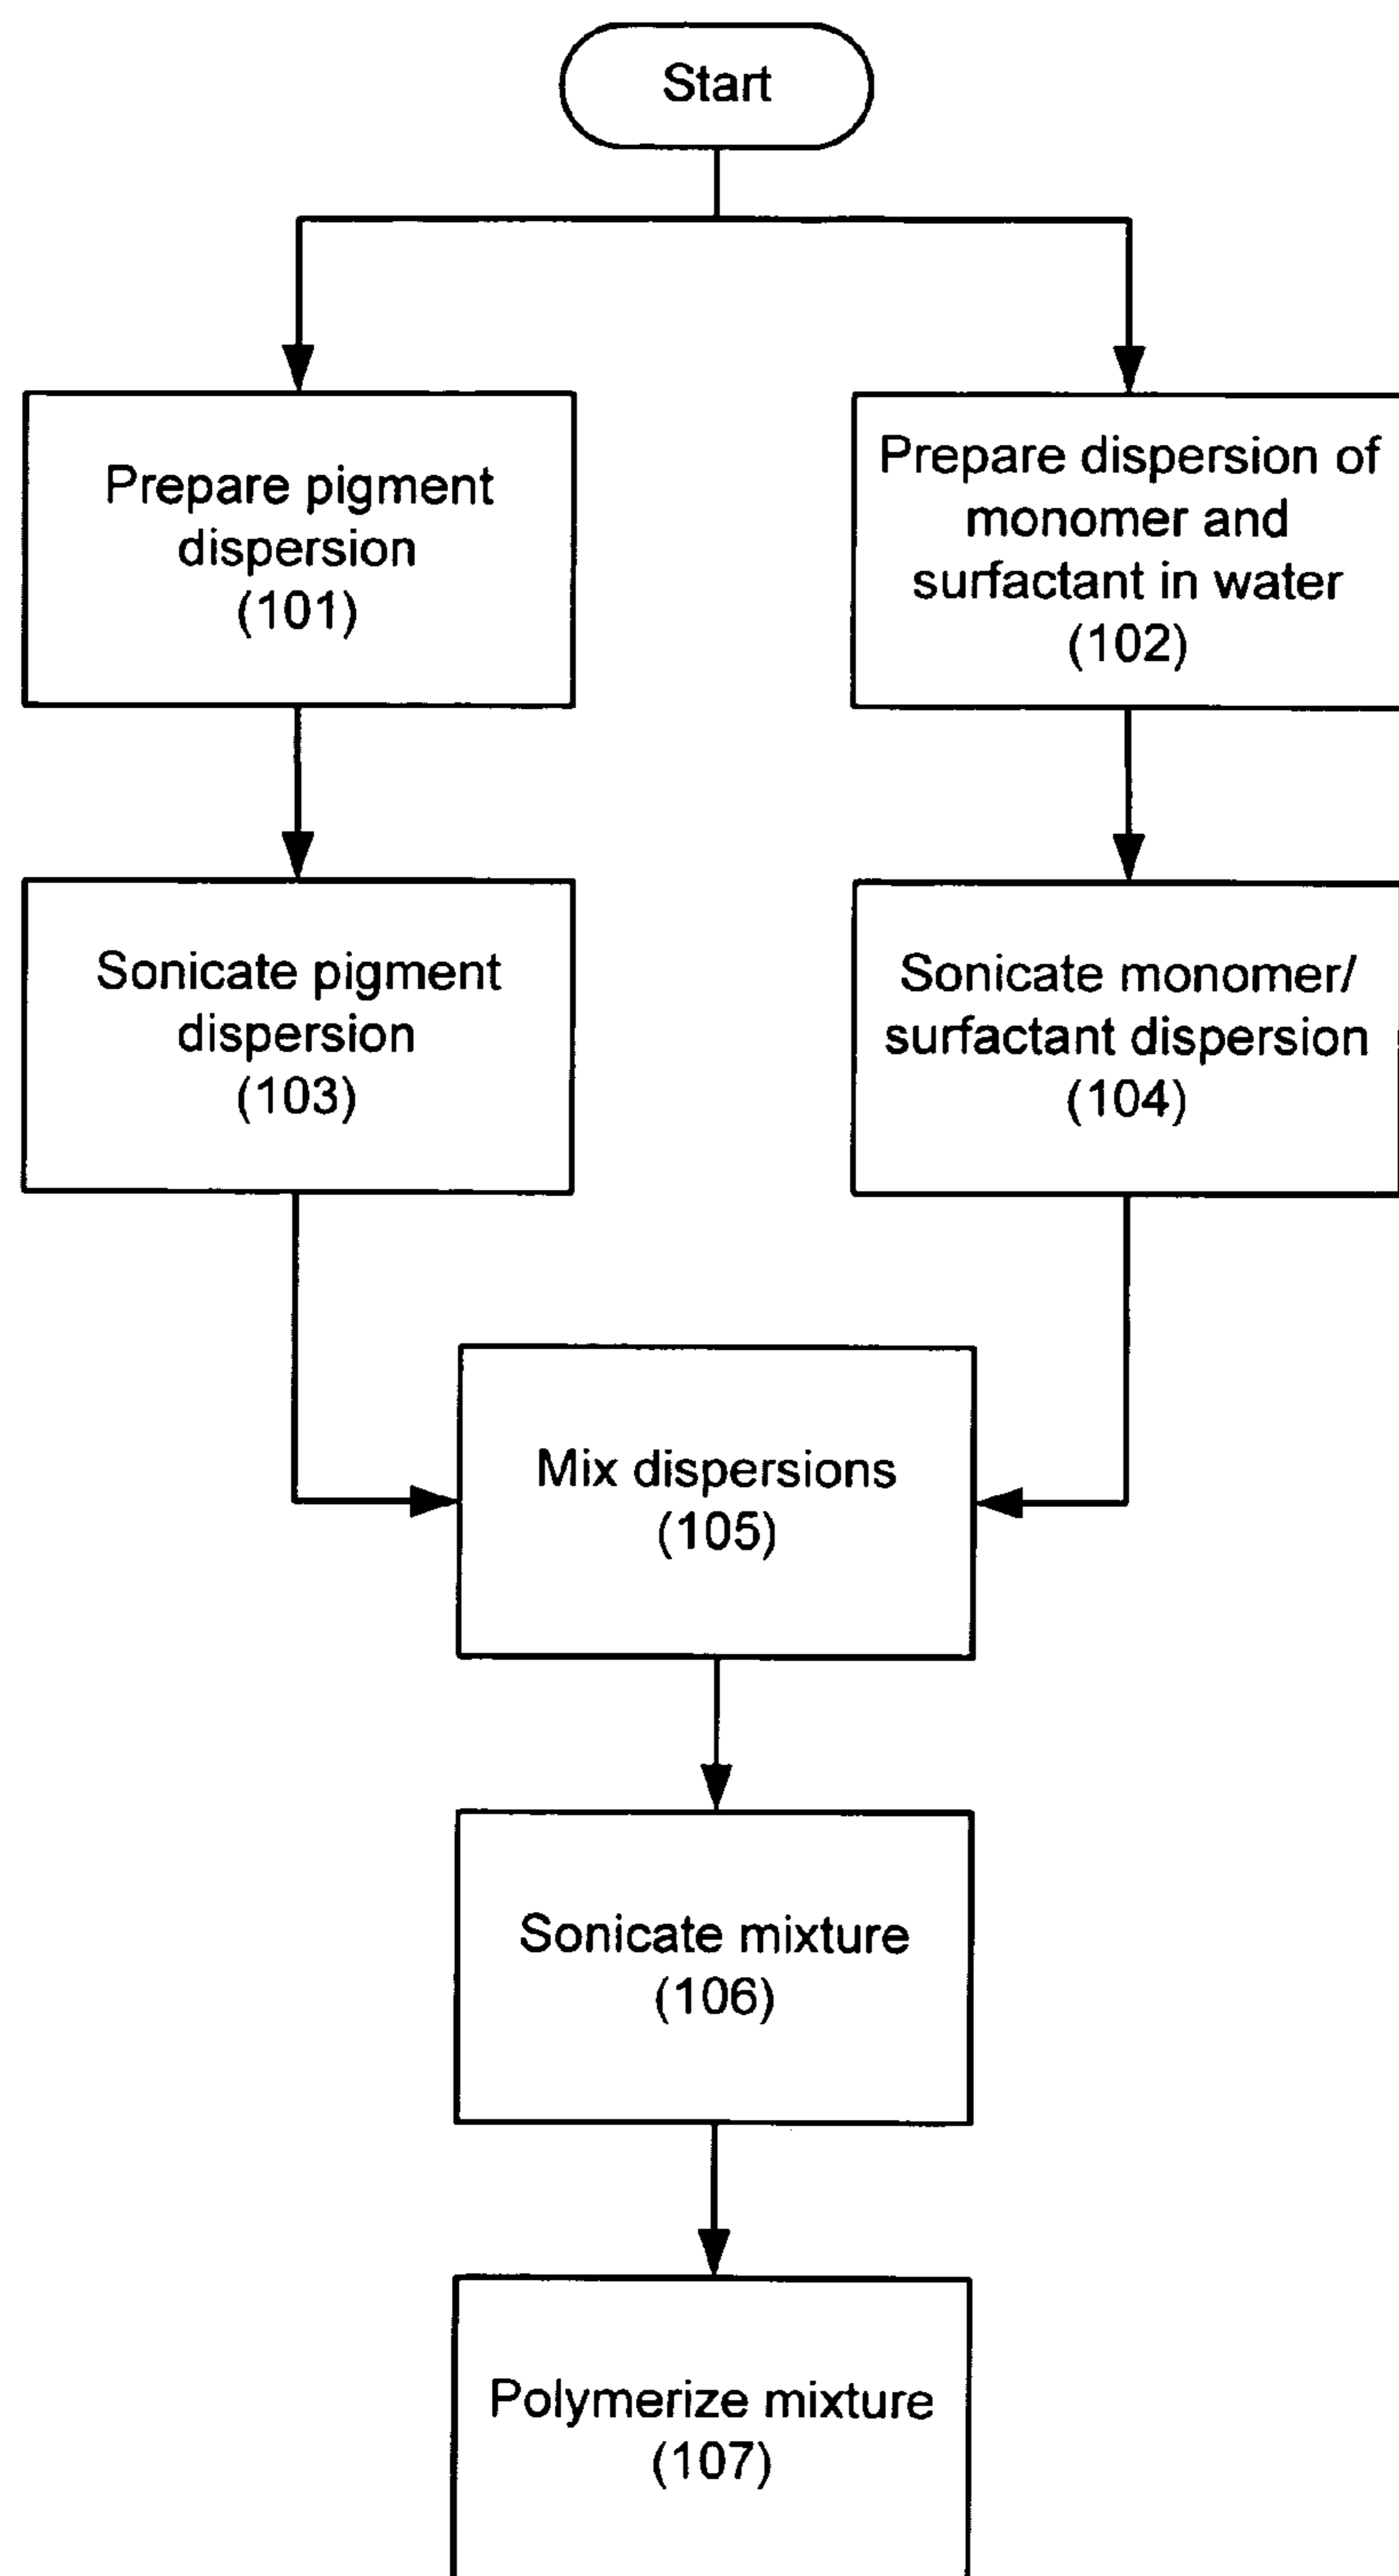 Start
Prepare pigment
dispersion
(101)
Prepare dispersion of
monomer and
surfactant in water
(102)
Sonicate pigment
dispersion
(103)
Sonicate monomer/
surfactant dispersion
(104)
Mix dispersions
(105)
Sonicate mixture
(106)
Polymerize mixture
(107)